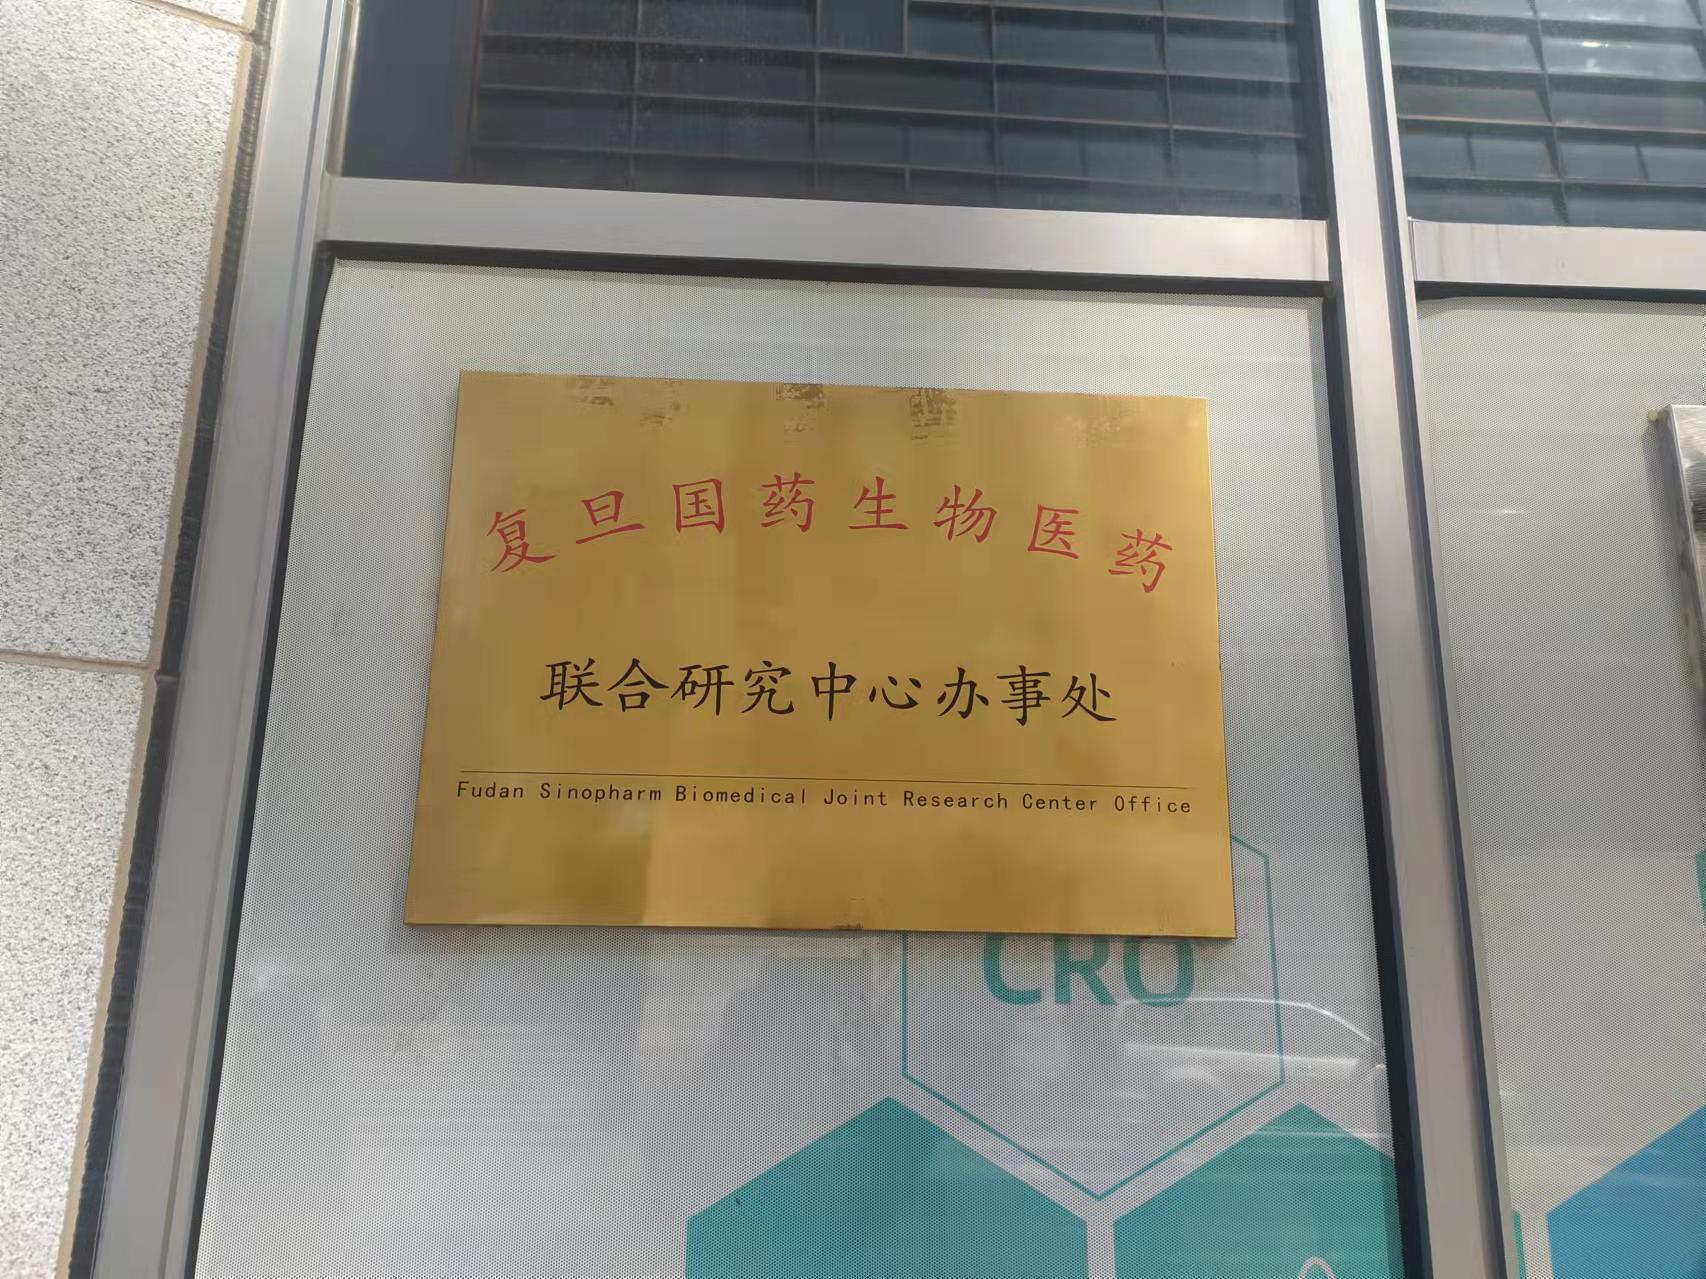 复旦国药生物医药
联合研究中心办事处
Fudan Sinopharm Biomedical Joint Research Center Office
CRO